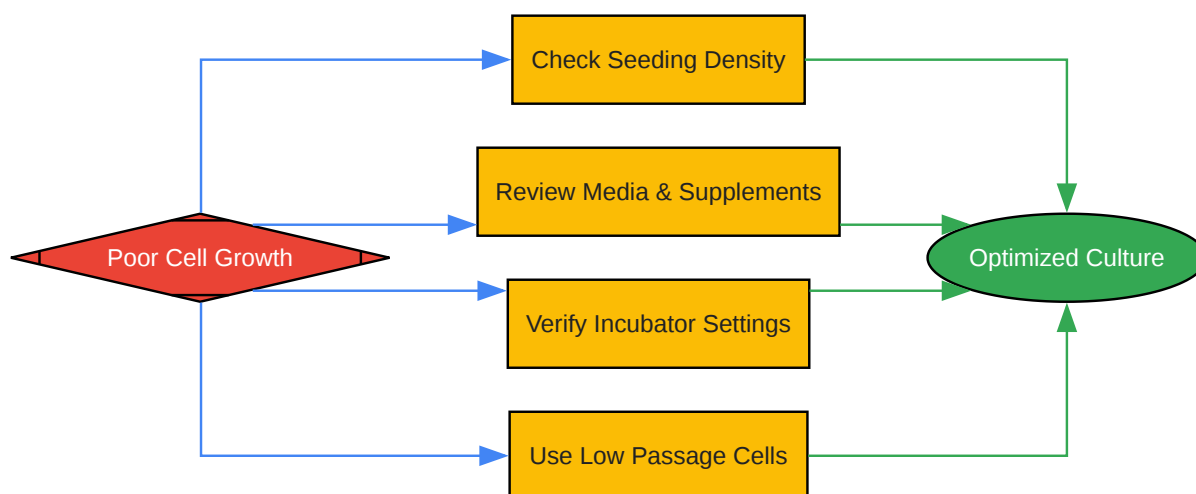 Check Seeding Density
Review Media & Supplements
Poor Cell Growth
Optimized Culture
Verify Incubator Settings
Use Low Passage Cells